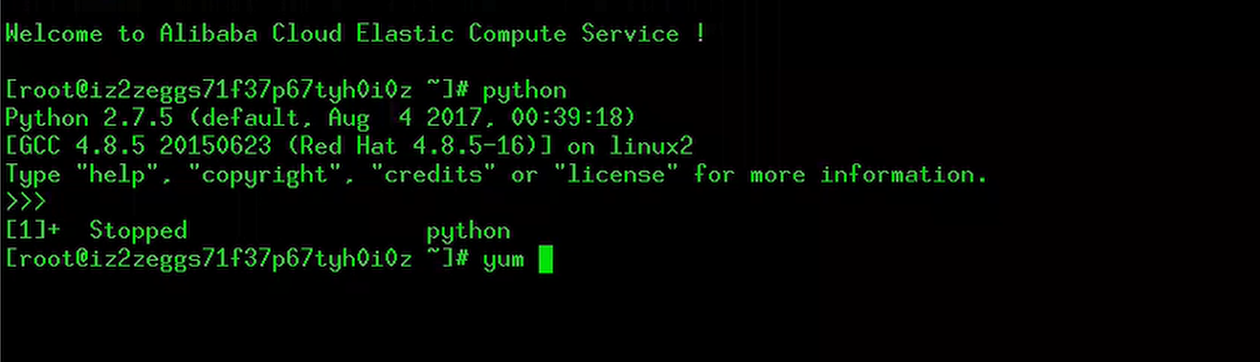 Welcome to Alibaba Cloud Elastic Compute Service !
[root@iz2zeggs71f37p67tyh0i0z ~]# python
Python 2.7.5 (default, Aug  4 2017, 00:39:18)
[GCC 4.8.5 20150623 (Red Hat 4.8.5-16)] on linux2
Type "help", "copyright", "credits" or "license" for more information.
>>>
[1]+  Stopped                 python
[root@iz2zeggs71f37p67tyh0i0z ~]# yum